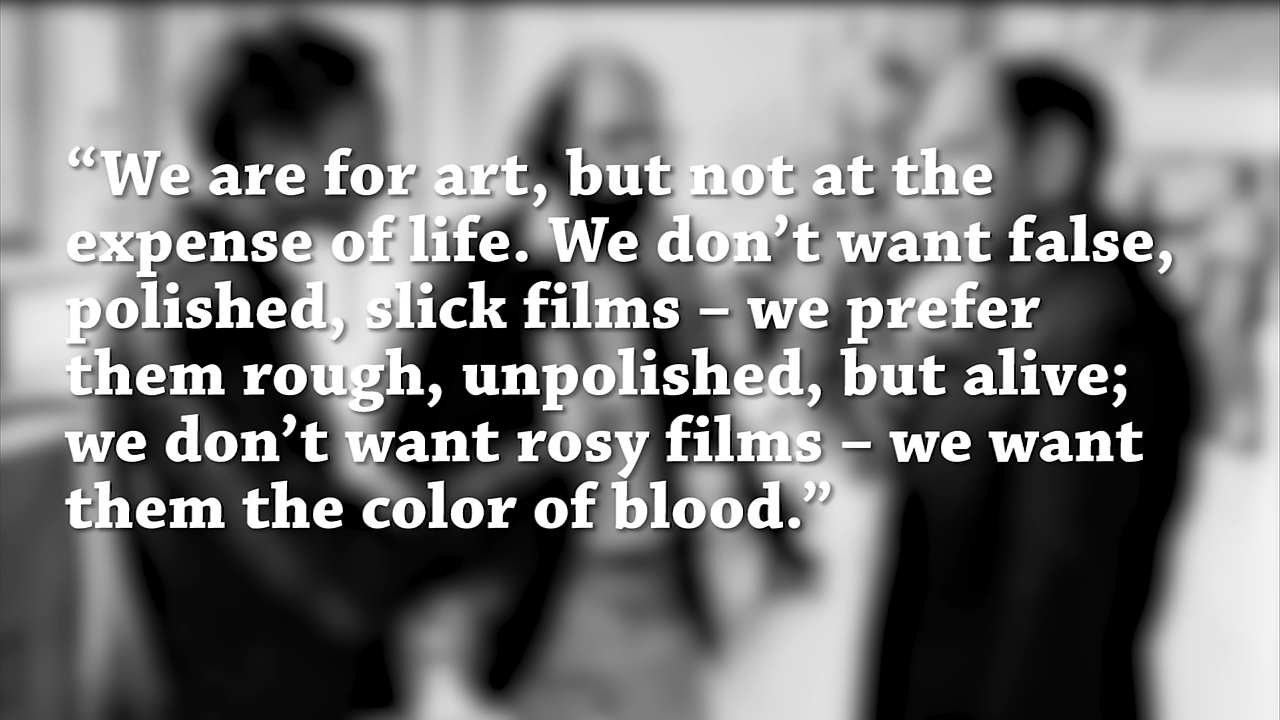 “We are for art, but not at the
expense of life. We don’t want false,
polished, slick films – we prefer
them rough, unpolished, but alive;
we don’t want rosy films – we want
them the color of blood.”